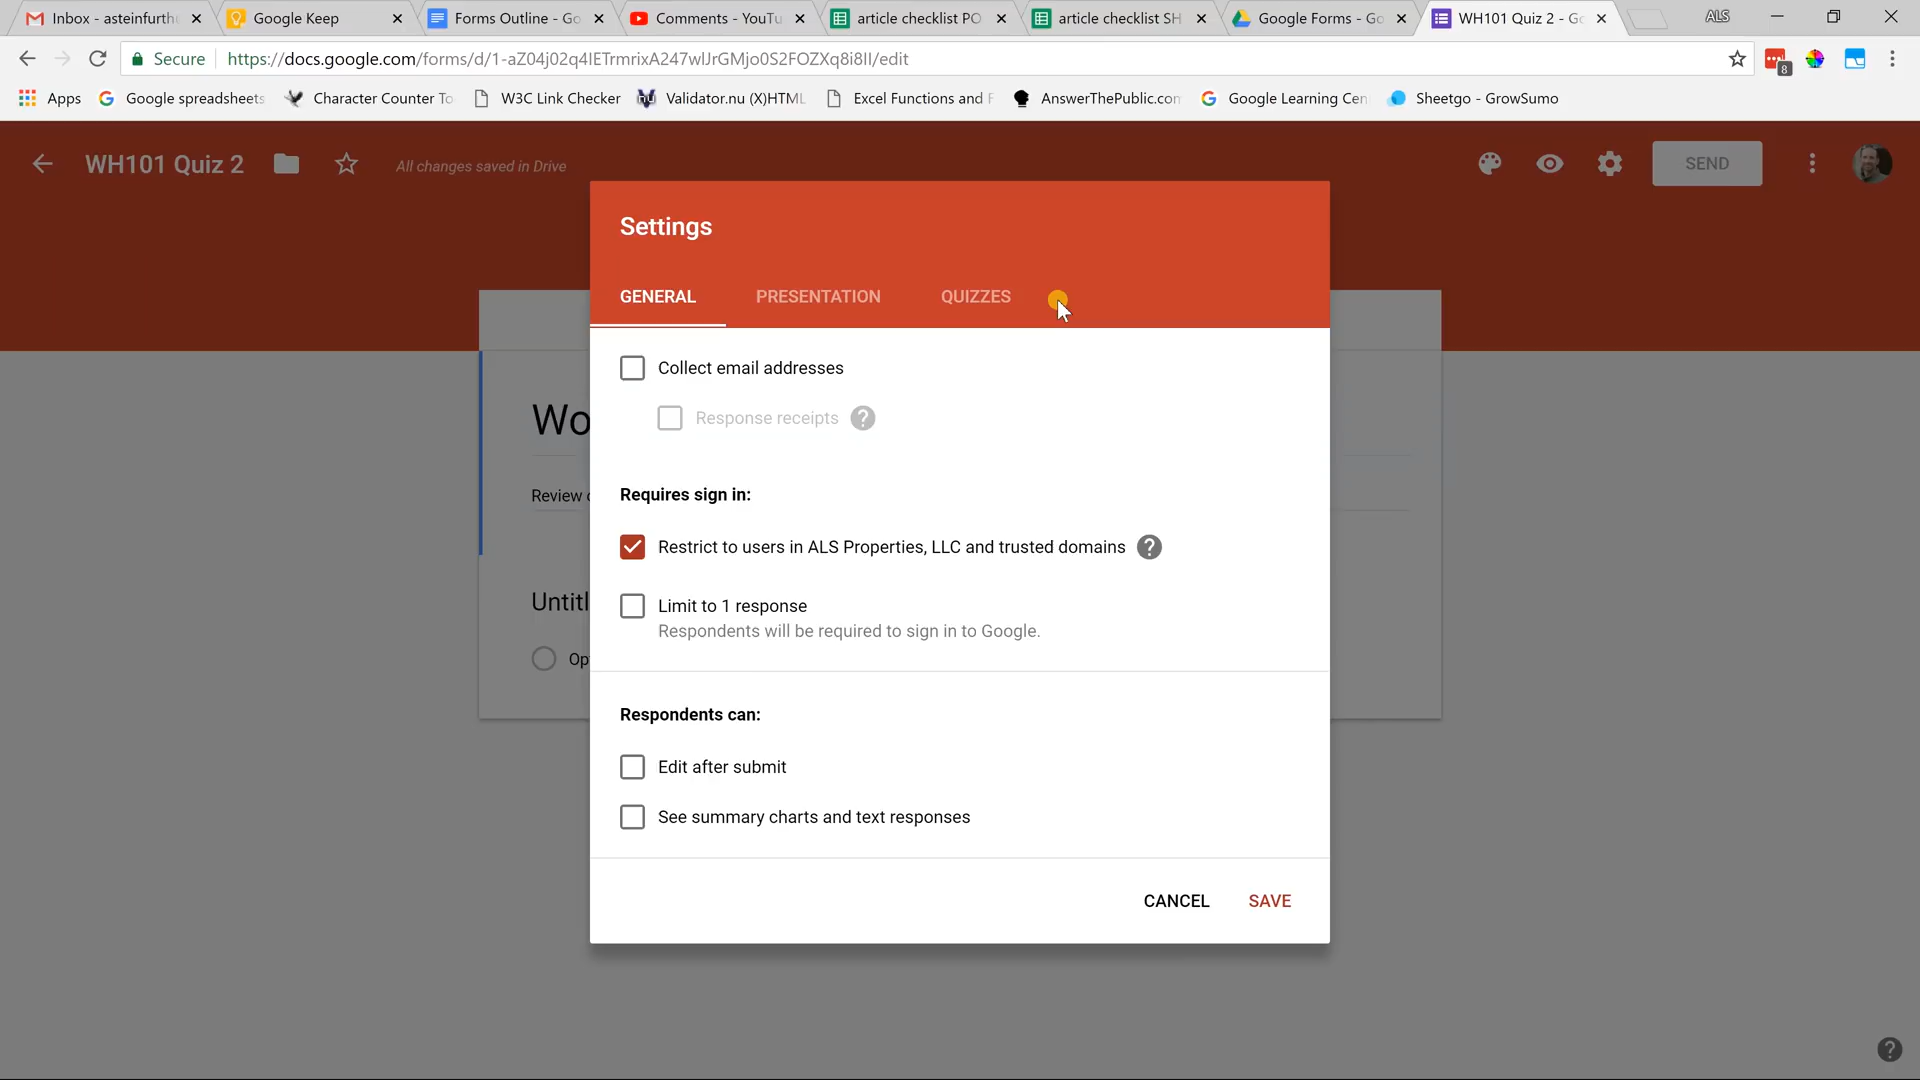 Inbox - asteinfurth
Google Keep
Forms Outline - Go
Comments - YouTu
article checklist PO
article checklist SH
Google Forms - Go
WH101 Quiz 2 - Go
ALS
Secure
https://docs.google.com/forms/d/1-aZ04j02q4IETrmrixA247wlJrGMjo0S2FOZXq8i8lI/edit
8
Apps
Google spreadsheets
Character Counter To
W3C Link Checker
Validator.nu (X)HTML
Excel Functions and F
AnswerThePublic.com
Google Learning Cen
Sheetgo - GrowSumo
WH101 Quiz 2
All changes saved in Drive
SEND
Settings
GENERAL
PRESENTATION
QUIZZES
Collect email addresses
Wo
Response receipts
Review
Requires sign in:
Restrict to users in ALS Properties, LLC and trusted domains
Untitl
Limit to 1 response
Respondents will be required to sign in to Google.
Op
Respondents can:
Edit after submit
See summary charts and text responses
CANCEL
SAVE